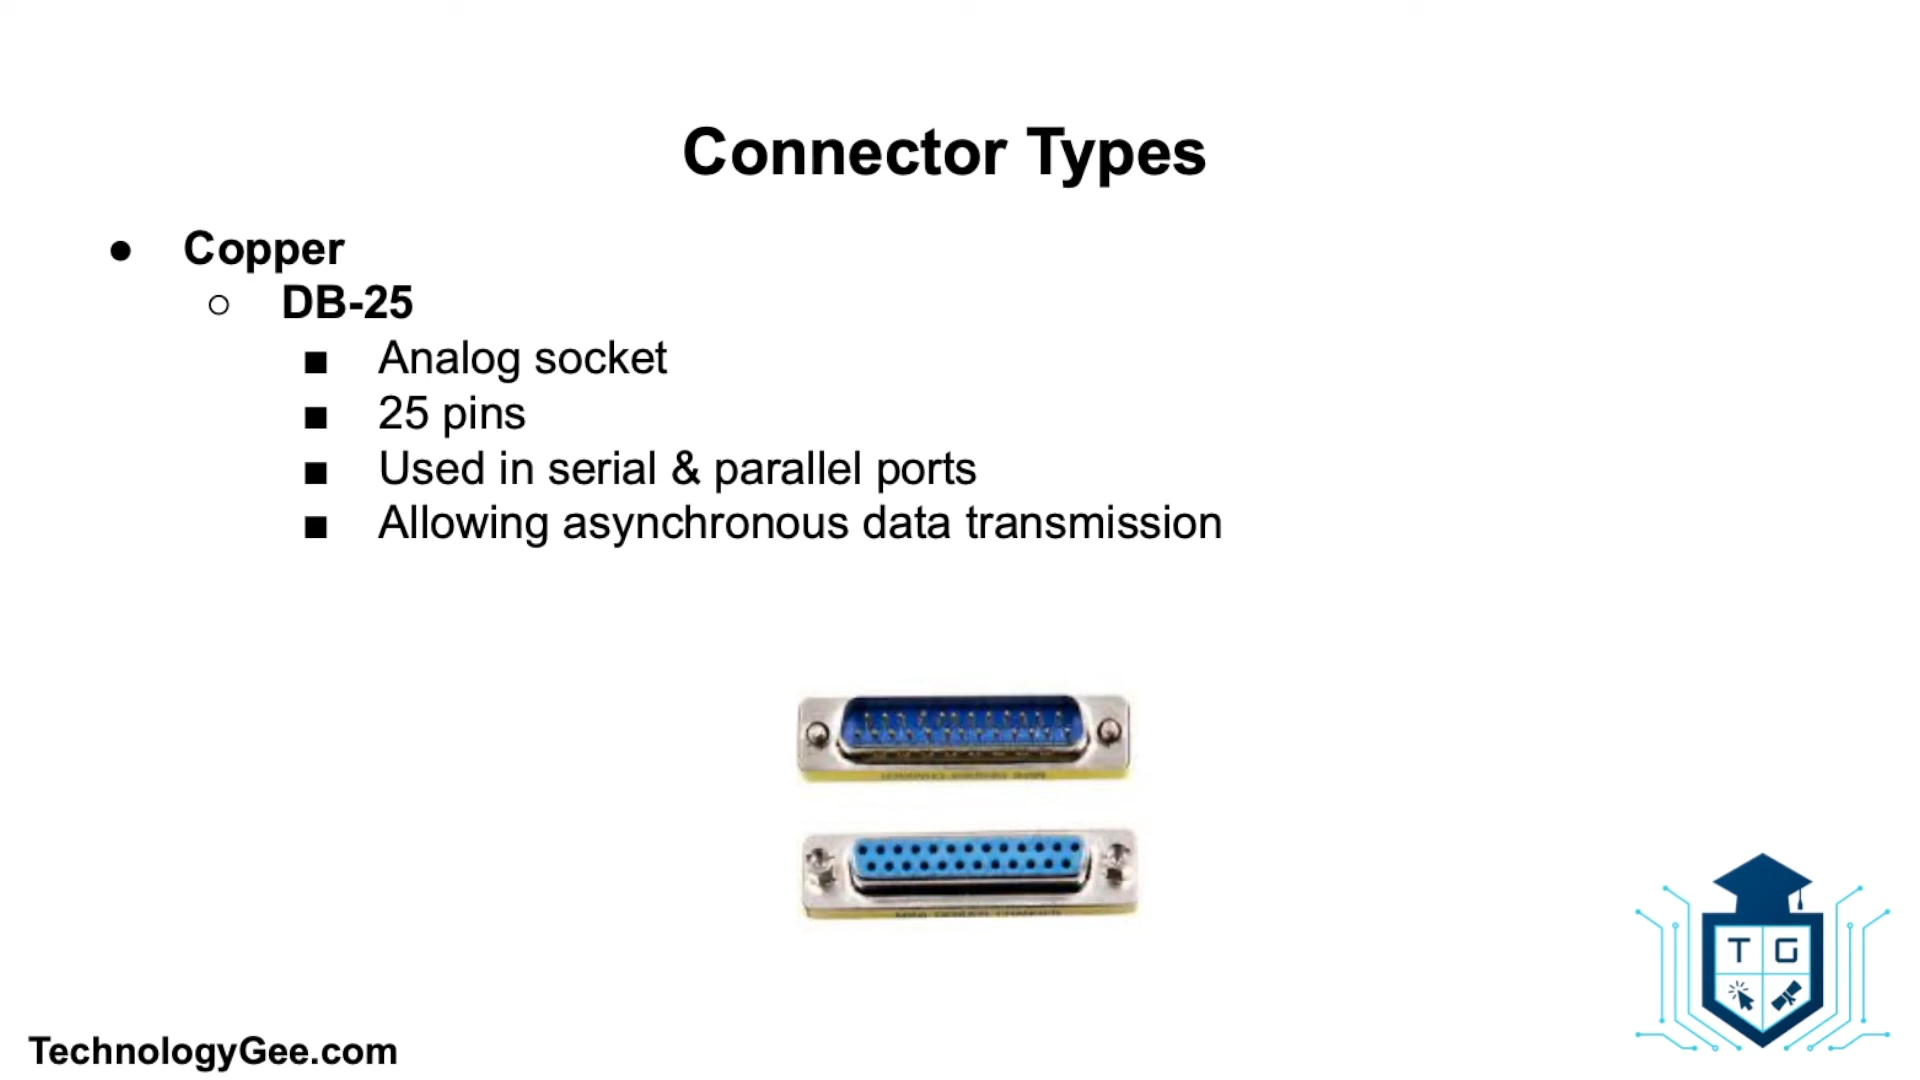 Connector Types
Copper
DB-25
Analog socket
25 pins
Used in serial & parallel ports
Allowing asynchronous data transmission
T G
TechnologyGee.com